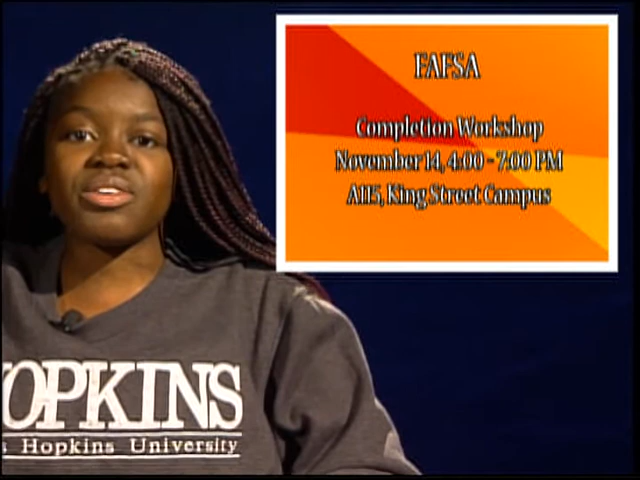 FAFSA
Completion Workshop
November 14, 4:00 - 7:00 PM
A115, King Street Campus
OPKINS
s Hopkins University